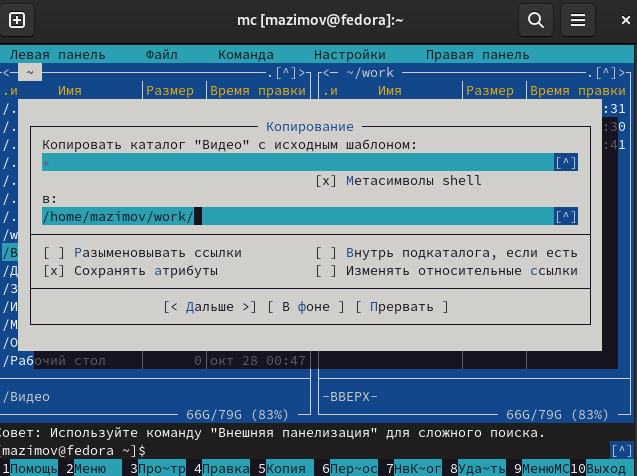 mc [mazimov@fedora]:~
Левая панель Файл Команда Настройки Правая панель
<─ ~ .[^]> <─ ~/work .[^]>
.и Имя Размер Время правки .и Имя Размер Время правки
/. :31
/. :30
/. :41
/.
/.
/.
/.
/w
/В
/Д
/З
/И
/М
/О
Копирование
Копировать каталог "Видео" с исходным шаблоном:
* [^]
[x] Метасимволы shell
в:
/home/mazimov/work/ [^]
[ ] Разыменовывать ссылки [ ] Внутрь подкаталога, если есть
[x] Сохранять атрибуты [ ] Изменять относительные ссылки
[< Дальше >] [ В фоне ] [ Прервать ]
/Рабочий стол 0 окт 28 00:47
/Видео -ВВЕРХ-
66G/79G (83%) 66G/79G (83%)
Совет: Используйте команду "Внешняя панелизация" для сложного поиска.
[mazimov@fedora ~]$ [^]
1Помощь 2Меню 3Про~тр 4Правка 5Копия 6Пер~ос 7НвК~ог 8Уда~ть 9МенюMC 10Выход